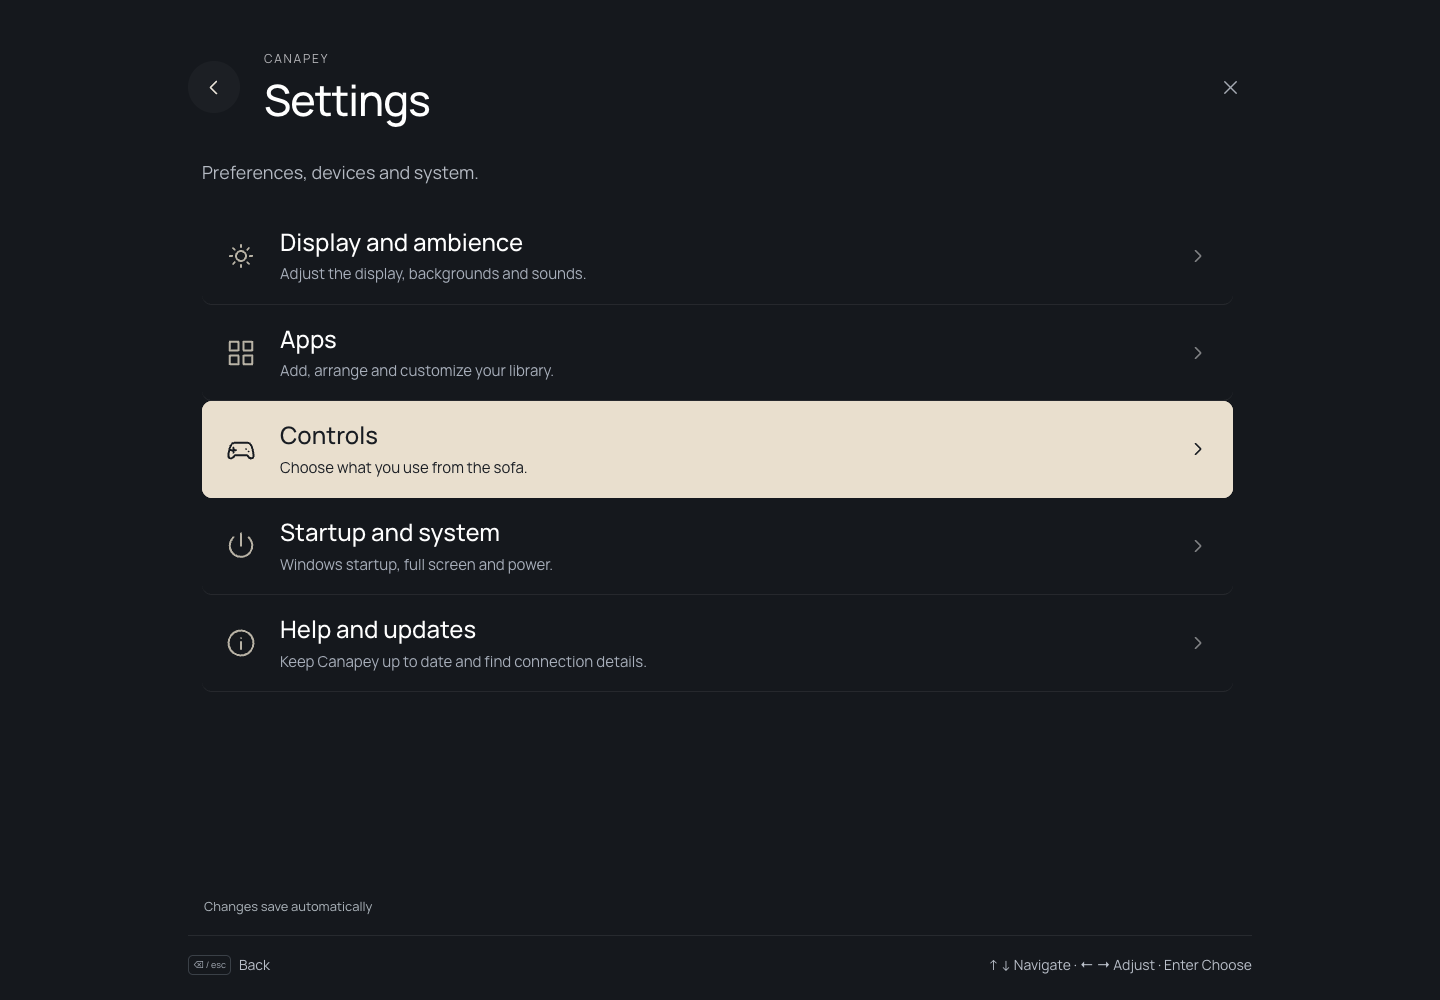 CANAPEY
Settings
Preferences, devices and system.
Display and ambience
Adjust the display, backgrounds and sounds.
Apps
Add, arrange and customize your library.
Controls
Choose what you use from the sofa.
Startup and system
Windows startup, full screen and power.
Help and updates
Keep Canapey up to date and find connection details.
Changes save automatically
⌫ / esc Back
↑ ↓ Navigate · ← → Adjust · Enter Choose